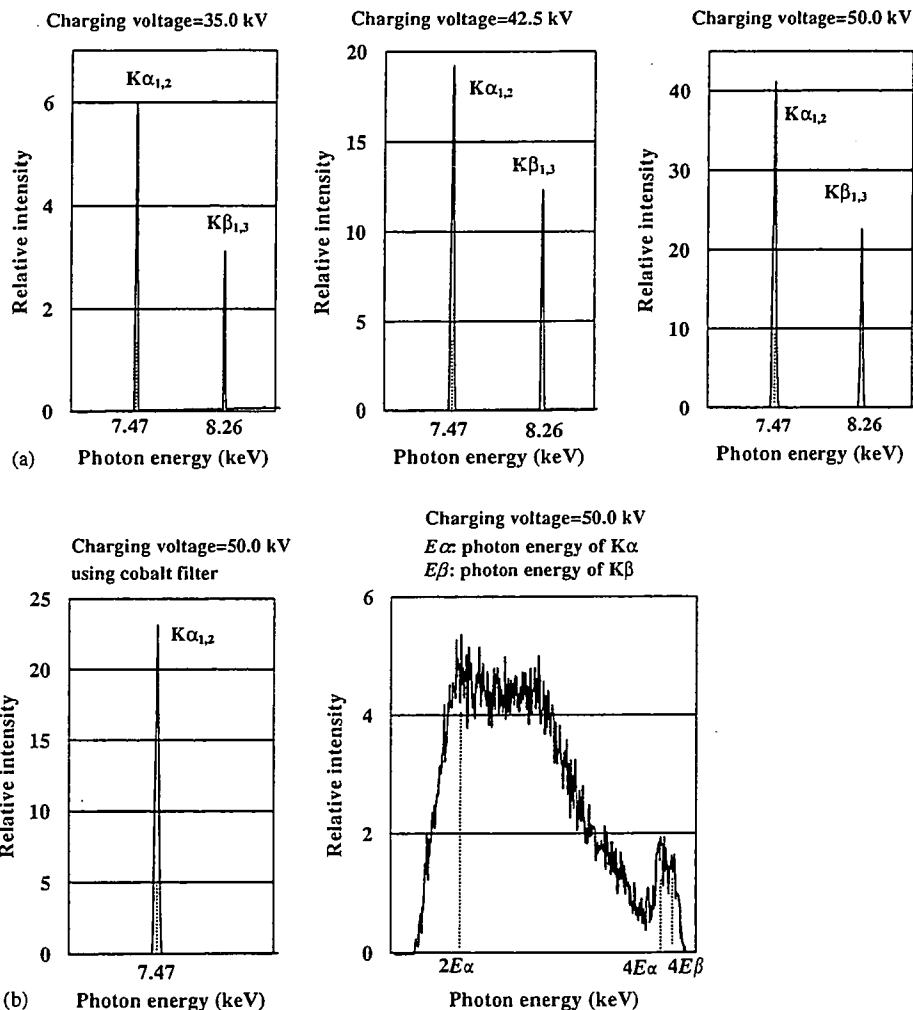 Charging voltage=35.0 kV
Relative intensity
6
4
2
0
Kα1,2
Kβ1,3
7.47 8.26
(a) Photon energy (keV)
Charging voltage=42.5 kV
Relative intensity
20
15
10
5
0
Kα1,2
Kβ1,3
7.47 8.26
Photon energy (keV)
Charging voltage=50.0 kV
Relative intensity
40
30
20
10
0
Kα1,2
Kβ1,3
7.47 8.26
Photon energy (keV)
Charging voltage=50.0 kV
using cobalt filter
Relative intensity
25
20
15
10
5
0
Kα1,2
7.47
(b) Photon energy (keV)
Charging voltage=50.0 kV
Eα: photon energy of Kα
Eβ: photon energy of Kβ
Relative intensity
6
4
2
0
2Eα 4Eα 4Eβ
Photon energy (keV)